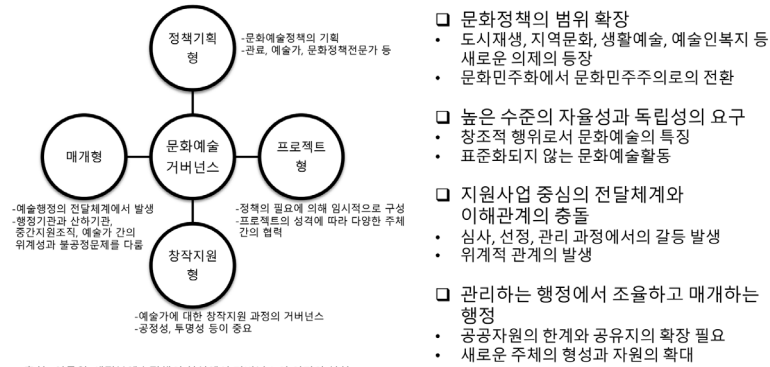 정책기획
형
-문화예술정책의 기획
-관료, 예술가, 문화정책전문가 등
매개형
문화예술
거버넌스
프로젝트
형
-예술행정의 전달체계에서 발생
-행정기관과 산하기관,
중간지원조직, 예술가 간의
위계성과 불공정문제를 다룸
-정책의 필요에 의해 임시적으로 구성
-프로젝트의 성격에 따라 다양한 주체
간의 협력
창작지원
형
-예술가에 대한 창작지원 과정의 거버넌스
-공정성, 투명성 등이 중요
❑ 문화정책의 범위 확장
• 도시재생, 지역문화, 생활예술, 예술인복지 등
새로운 의제의 등장
• 문화민주화에서 문화민주주의로의 전환
❑ 높은 수준의 자율성과 독립성의 요구
• 창조적 행위로서 문화예술의 특징
• 표준화되지 않는 문화예술활동
❑ 지원사업 중심의 전달체계와
이해관계의 충돌
• 심사, 선정, 관리 과정에서의 갈등 발생
• 위계적 관계의 발생
❑ 관리하는 행정에서 조율하고 매개하는
행정
• 공공자원의 한계와 공유지의 확장 필요
• 새로운 주체의 형성과 자원의 확대